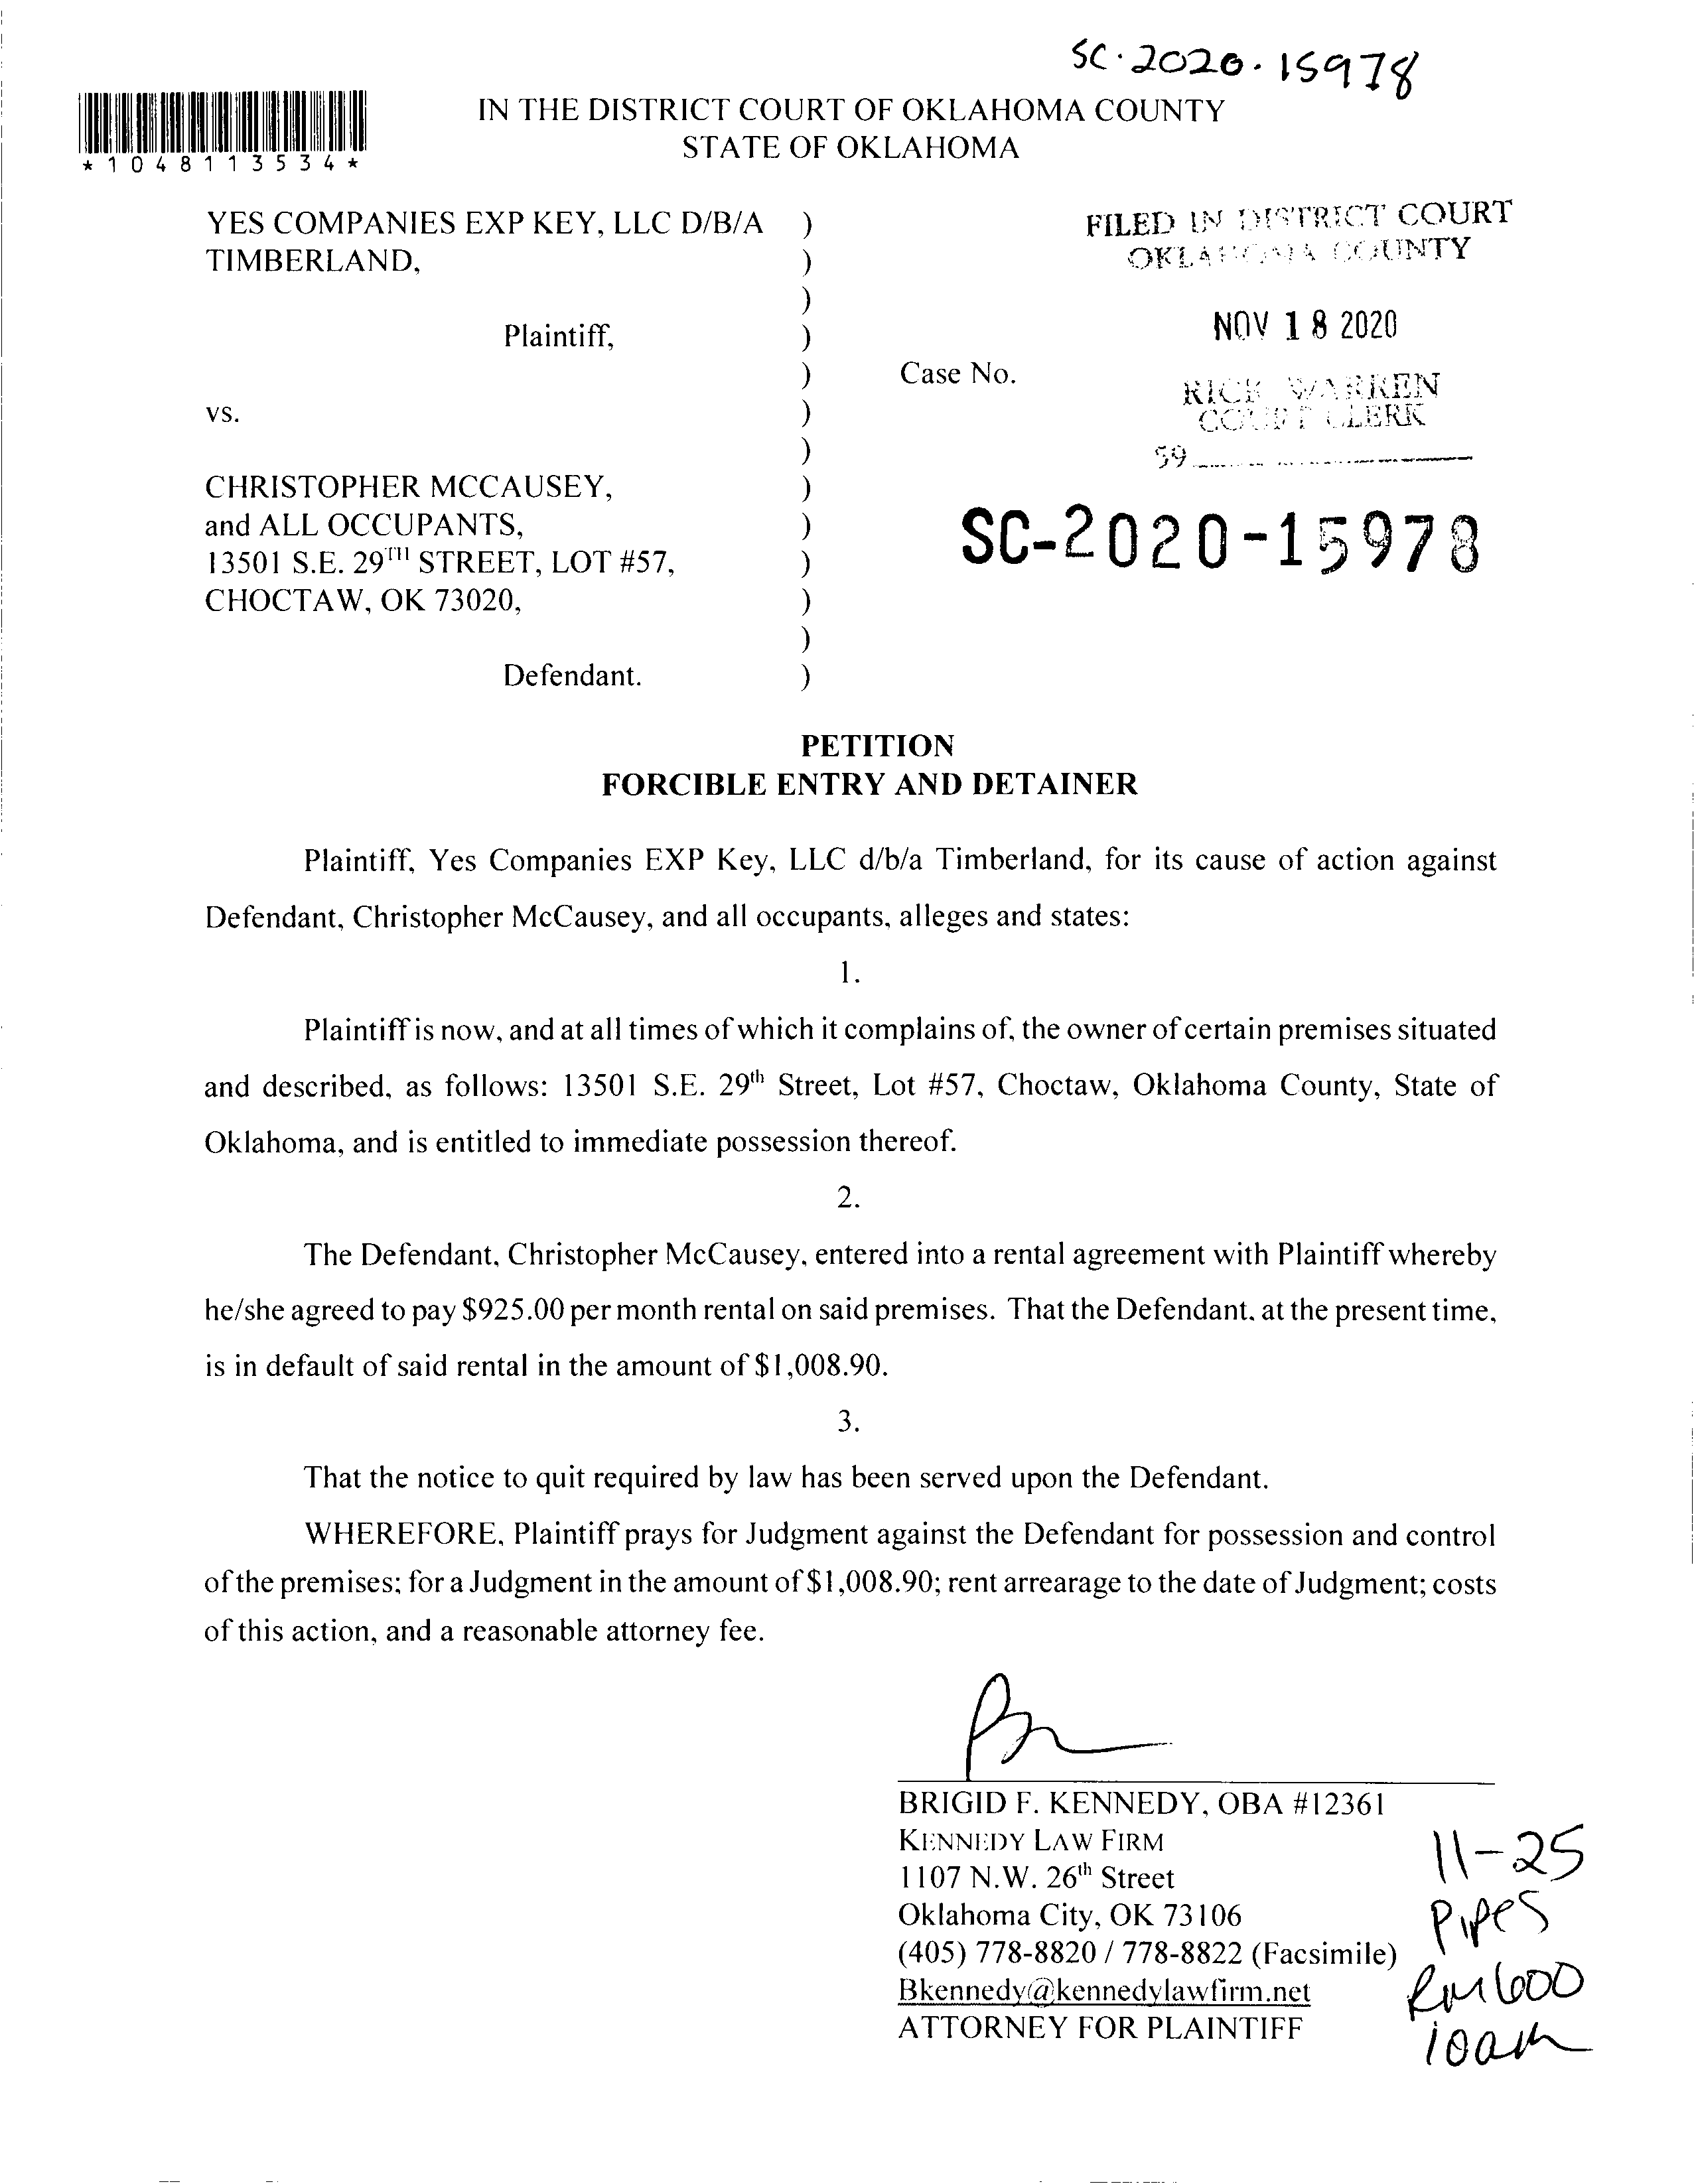 SC·2020·15978
*1048113534*
IN THE DISTRICT COURT OF OKLAHOMA COUNTY
STATE OF OKLAHOMA
YES COMPANIES EXP KEY, LLC D/B/A )
TIMBERLAND, )
)
Plaintiff, )
)
vs. )
)
CHRISTOPHER MCCAUSEY, )
and ALL OCCUPANTS, )
13501 S.E. 29TH STREET, LOT #57, )
CHOCTAW, OK 73020, )
)
Defendant. )
FILED IN DISTRICT COURT
OKLAHOMA COUNTY
NOV 18 2020
Case No.
RICK WARREN
COURT CLERK
59
SC-2020-15978
PETITION
FORCIBLE ENTRY AND DETAINER
Plaintiff, Yes Companies EXP Key, LLC d/b/a Timberland, for its cause of action against
Defendant, Christopher McCausey, and all occupants, alleges and states:
1.
Plaintiff is now, and at all times of which it complains of, the owner of certain premises situated
and described, as follows: 13501 S.E. 29th Street, Lot #57, Choctaw, Oklahoma County, State of
Oklahoma, and is entitled to immediate possession thereof.
2.
The Defendant, Christopher McCausey, entered into a rental agreement with Plaintiff whereby
he/she agreed to pay $925.00 per month rental on said premises. That the Defendant, at the present time,
is in default of said rental in the amount of $1,008.90.
3.
That the notice to quit required by law has been served upon the Defendant.
WHEREFORE, Plaintiff prays for Judgment against the Defendant for possession and control
of the premises; for a Judgment in the amount of $1,008.90; rent arrearage to the date of Judgment; costs
of this action, and a reasonable attorney fee.
BRIGID F. KENNEDY, OBA #12361
KENNEDY LAW FIRM
1107 N.W. 26th Street
Oklahoma City, OK 73106
(405) 778-8820 / 778-8822 (Facsimile)
Bkennedy@kennedylawfirm.net
ATTORNEY FOR PLAINTIFF
11-25
Pipes
Rm 600
10am